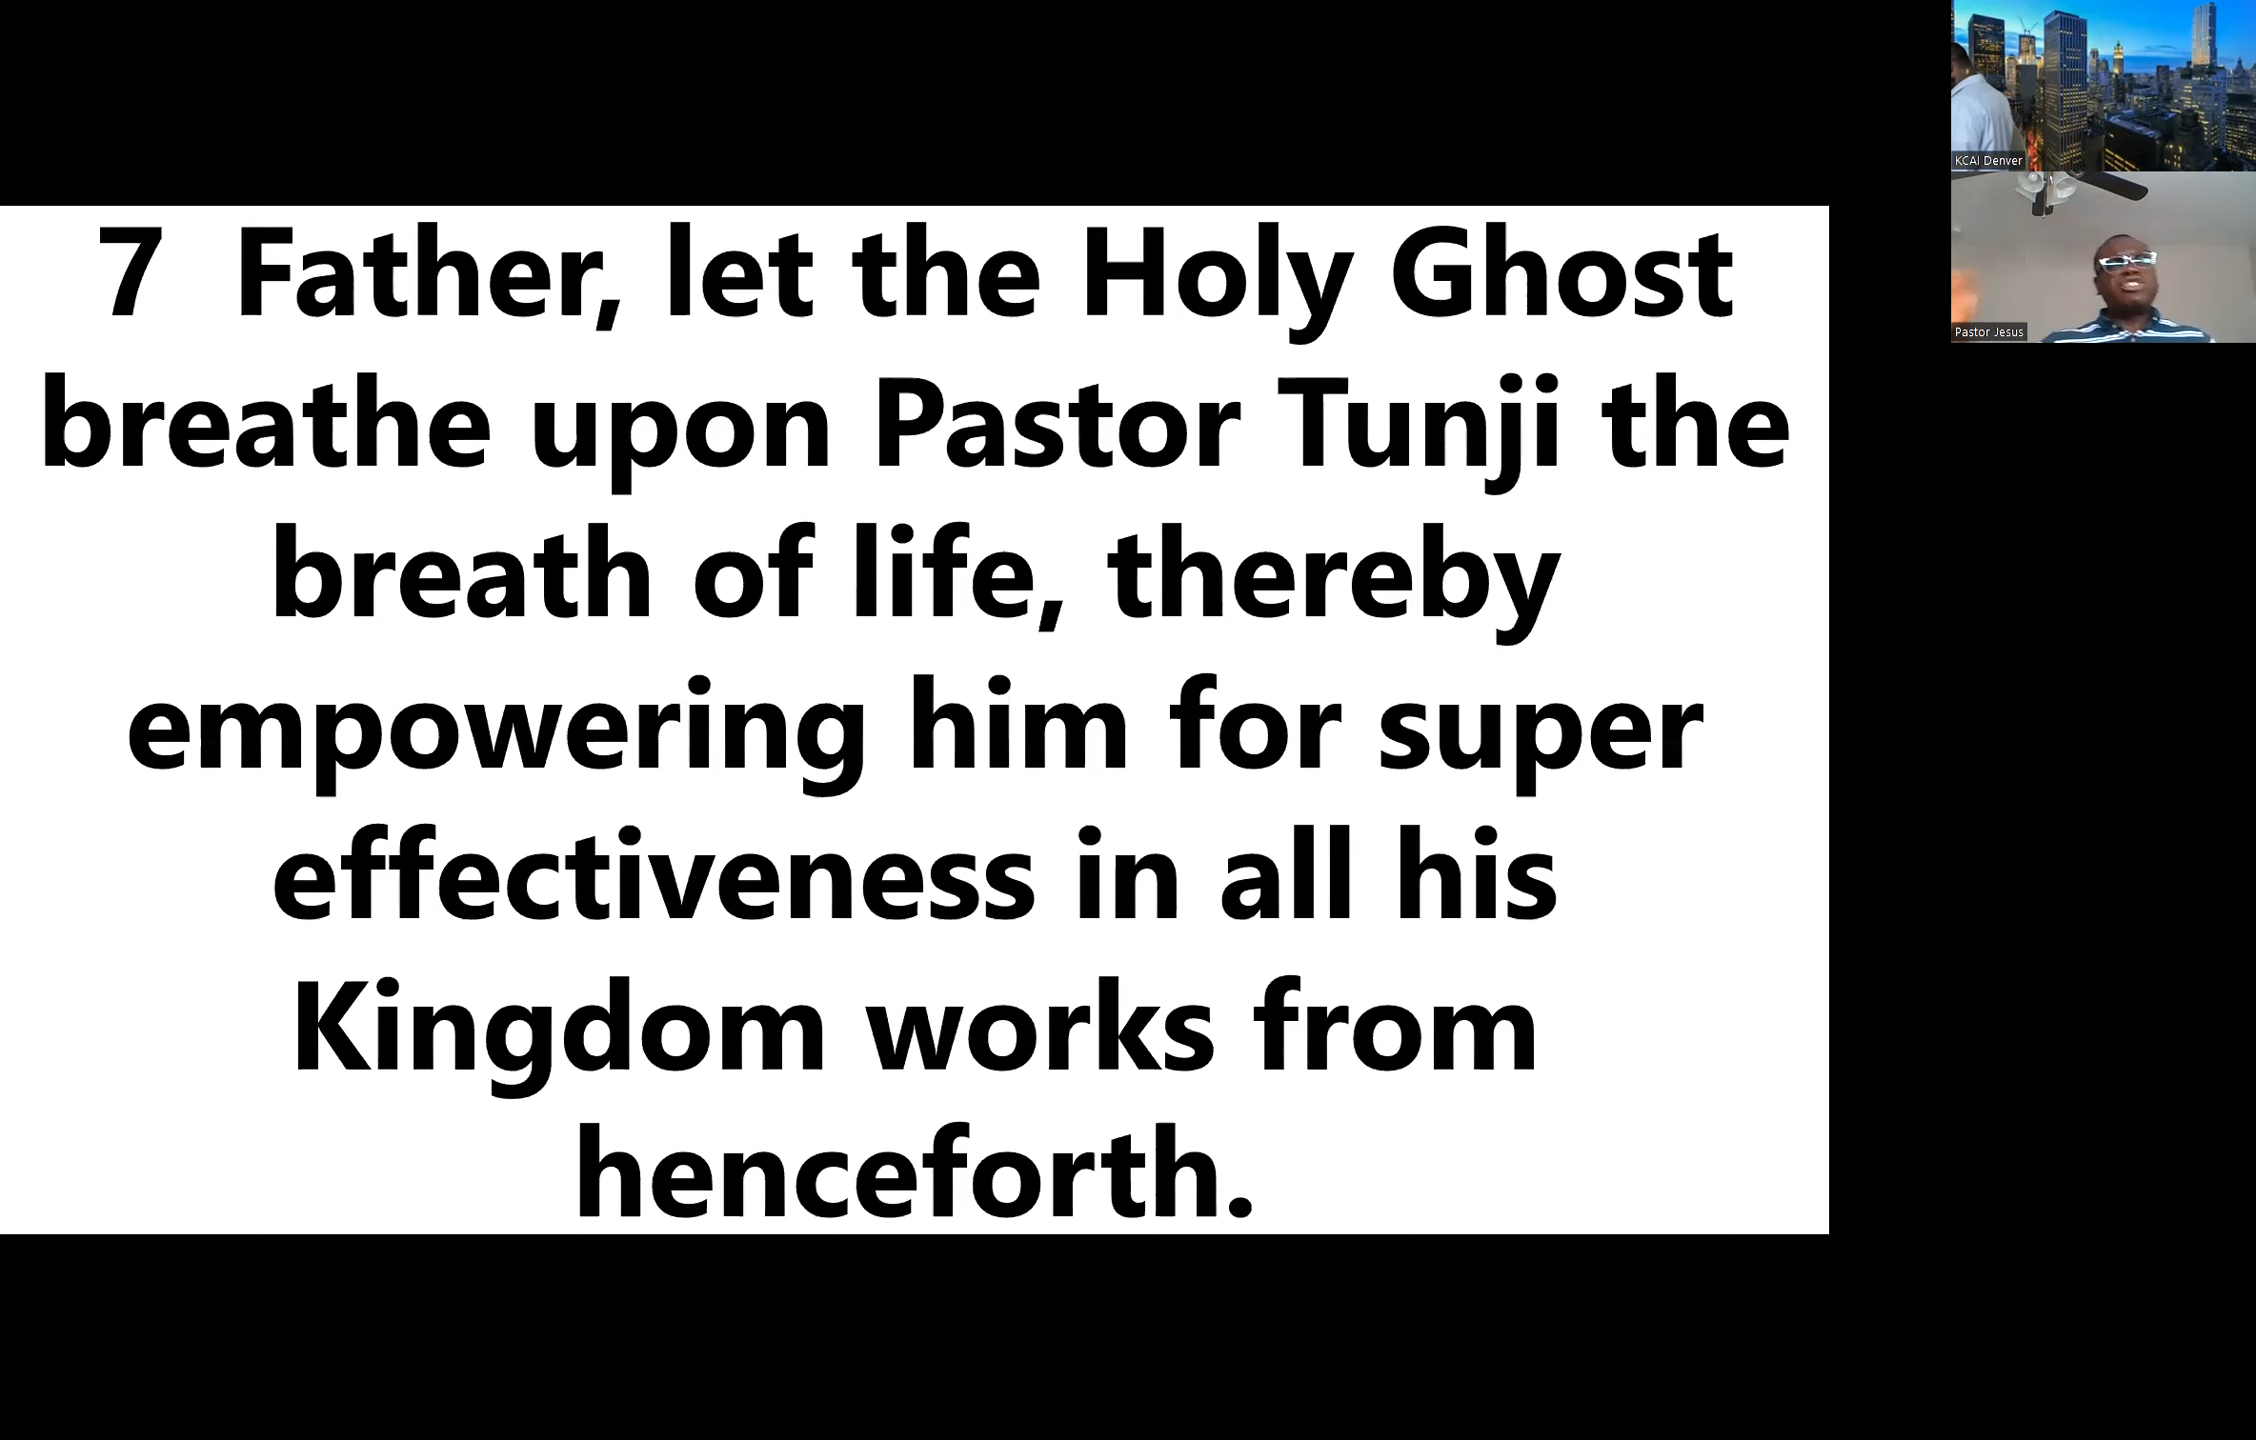 7  Father, let the Holy Ghost
breathe upon Pastor Tunji the
breath of life, thereby
empowering him for super
effectiveness in all his
Kingdom works from
henceforth.
KCAI Denver
Pastor Jesus